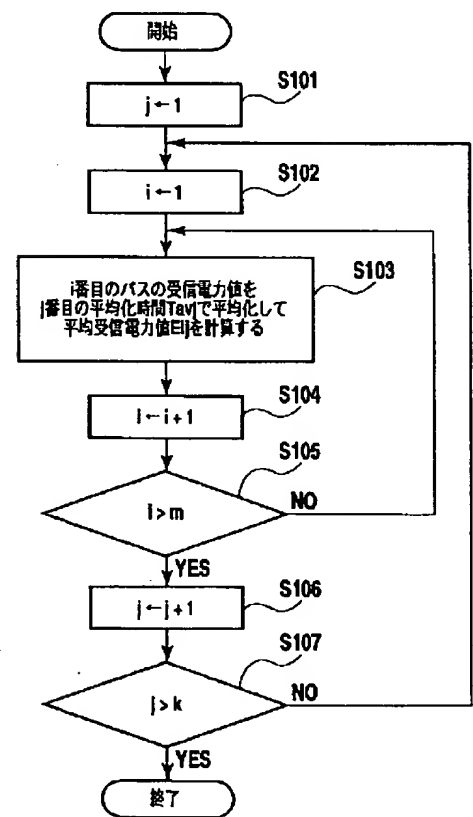 開始
S101
j←1
S102
i←1
S103
i番目のパスの受信電力値を
j番目の平均化時間Tavjで平均化して
平均受信電力値Eijを計算する
S104
i←i+1
S105
i>m
NO
YES
S106
j←j+1
S107
j>k
NO
YES
終了